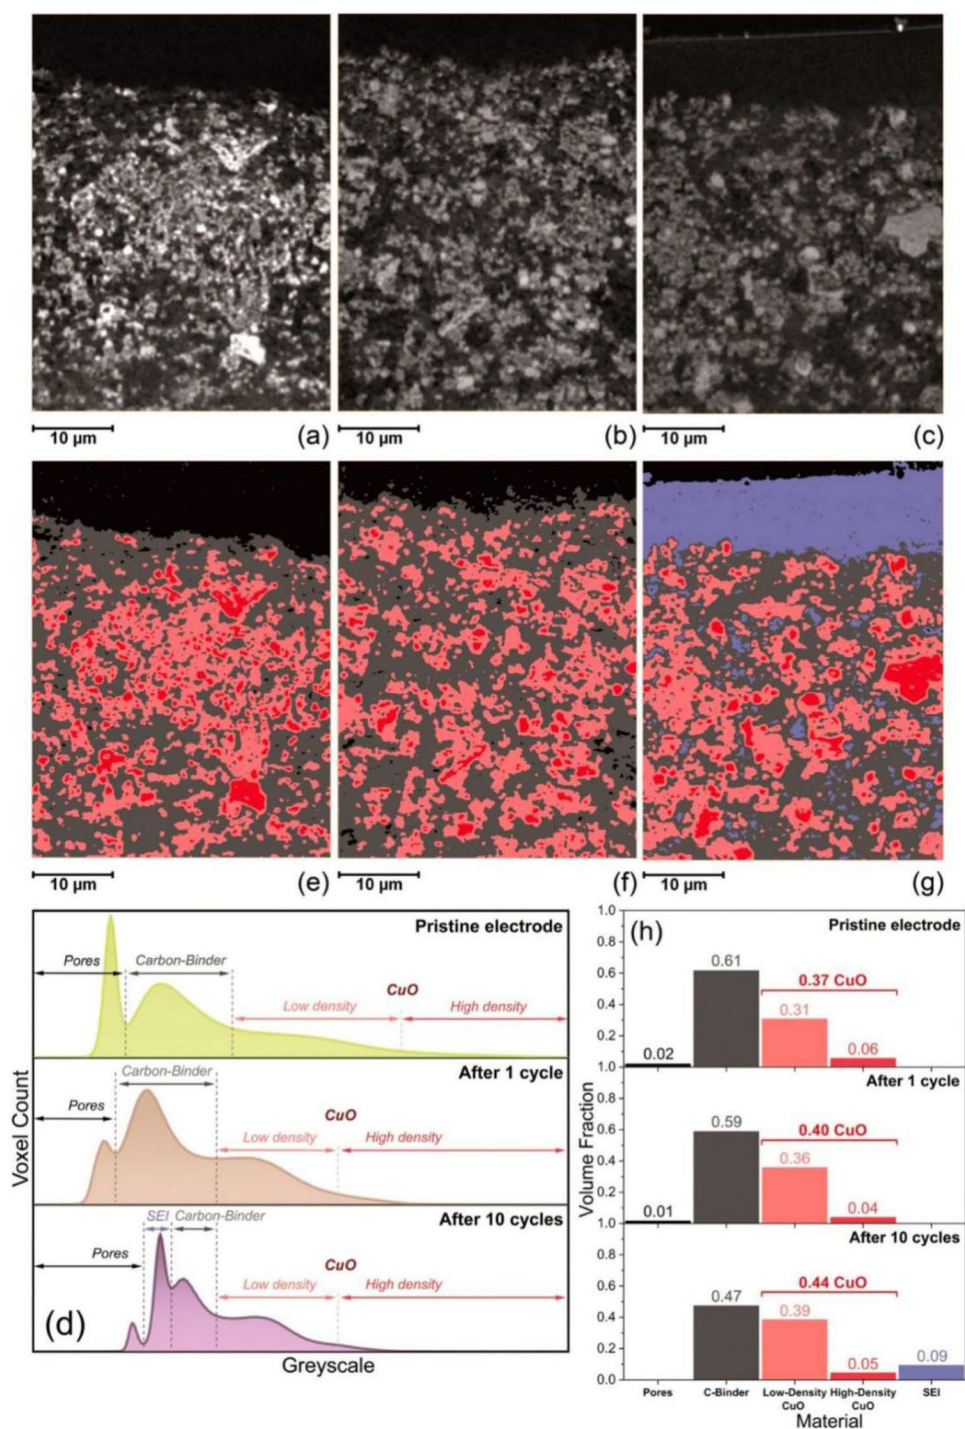 10 µm
(a)
10 µm
(b)
10 µm
(c)
10 µm
(e)
10 µm
(f)
10 µm
(g)
Voxel Count
Pristine electrode
Pores
Carbon-Binder
CuO
Low density
High density
After 1 cycle
Carbon-Binder
Pores
CuO
Low density
High density
After 10 cycles
SEI
Carbon-Binder
Pores
CuO
Low density
High density
(d)
Greyscale
Volume Fraction
1.0
0.8
0.6
0.4
0.2
(h)
Pristine electrode
0.61
0.37 CuO
0.31
0.06
0.02
1.0
0.8
0.6
0.4
0.2
After 1 cycle
0.59
0.40 CuO
0.36
0.04
0.01
1.0
0.8
0.6
0.4
0.2
0.0
After 10 cycles
0.47
0.44 CuO
0.39
0.05
0.09
Pores
C-Binder
Low-Density
CuO
High-Density
CuO
SEI
Material